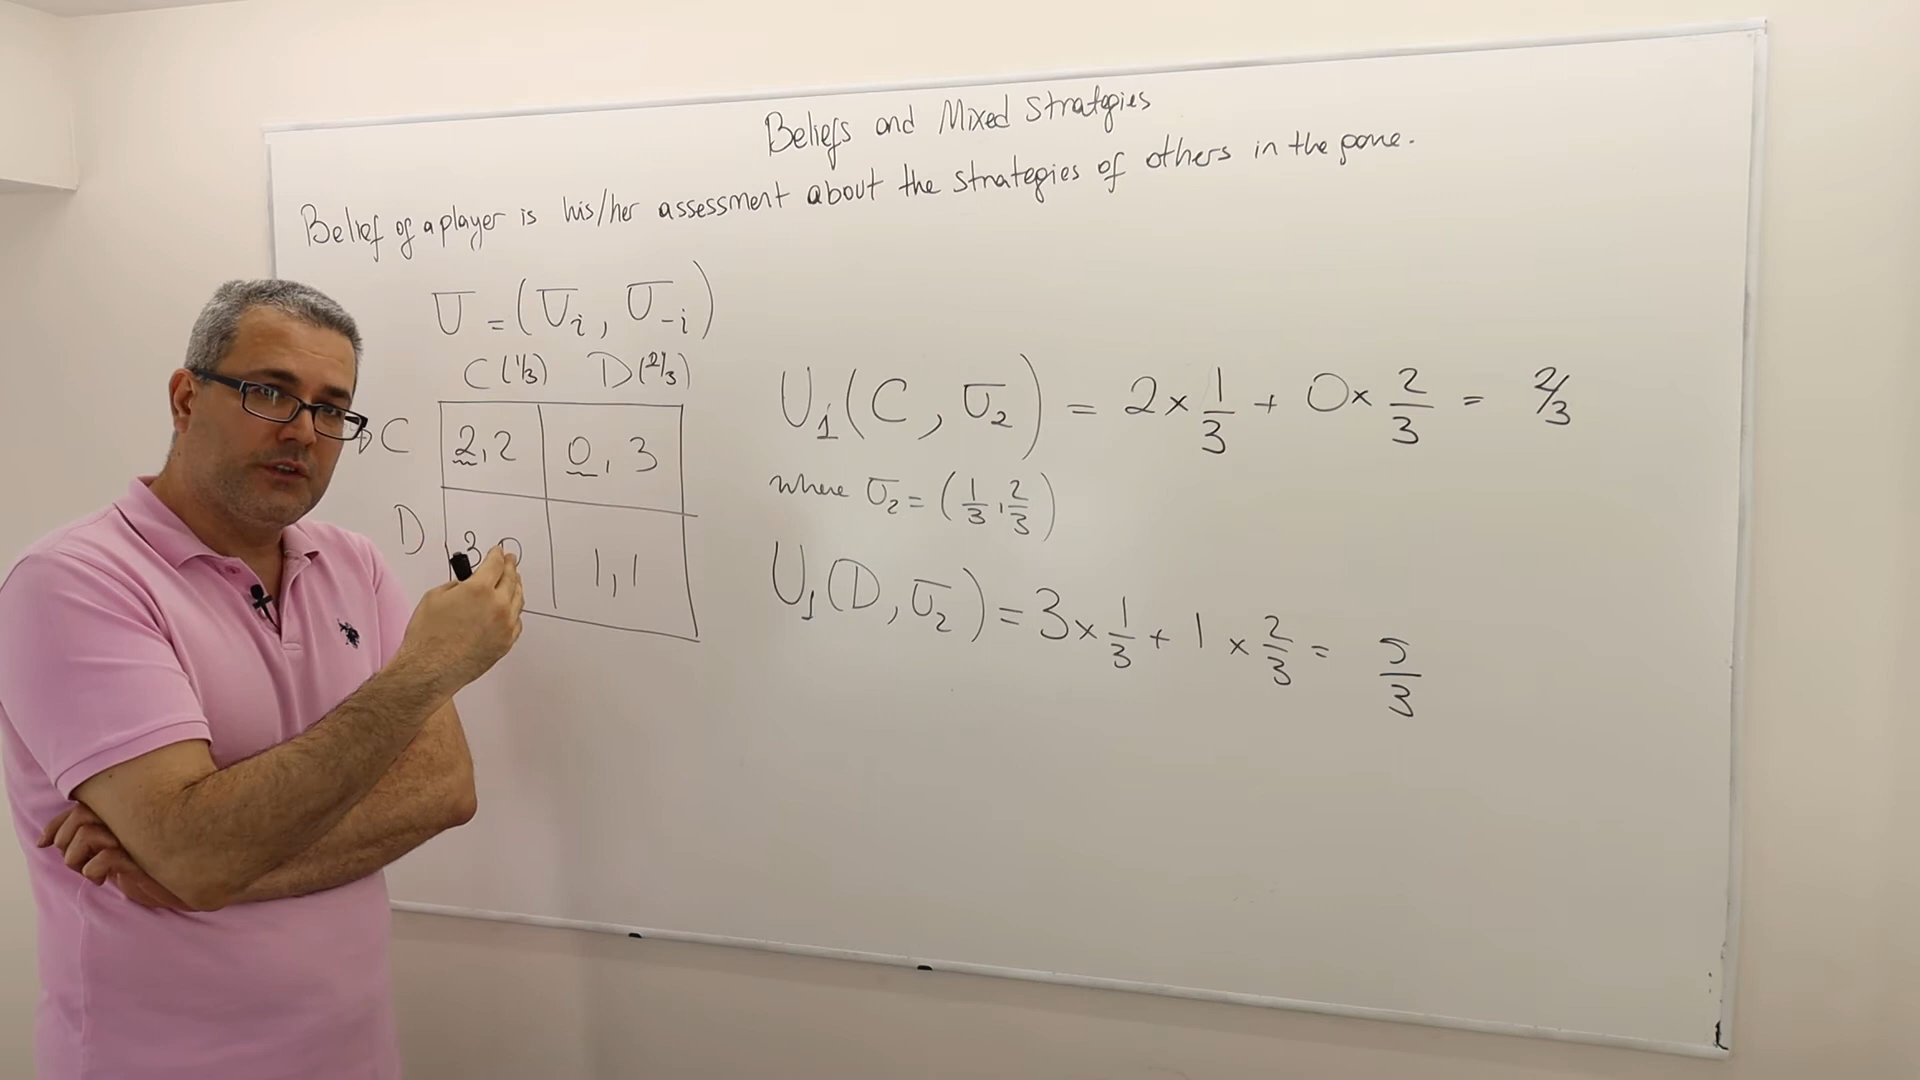 Beliefs and Mixed Strategies
Belief of a player is his/her assessment about the strategies of others in the game.
σ = (σᵢ, σ₋ᵢ)
C (1/3) D (2/3)
C 2,2 0,3
D 3,0 1,1
U₁(C, σ₂) = 2 × 1/3 + 0 × 2/3 = 2/3
where σ₂ = (1/3, 2/3)
U₁(D, σ₂) = 3 × 1/3 + 1 × 2/3 = 5/3